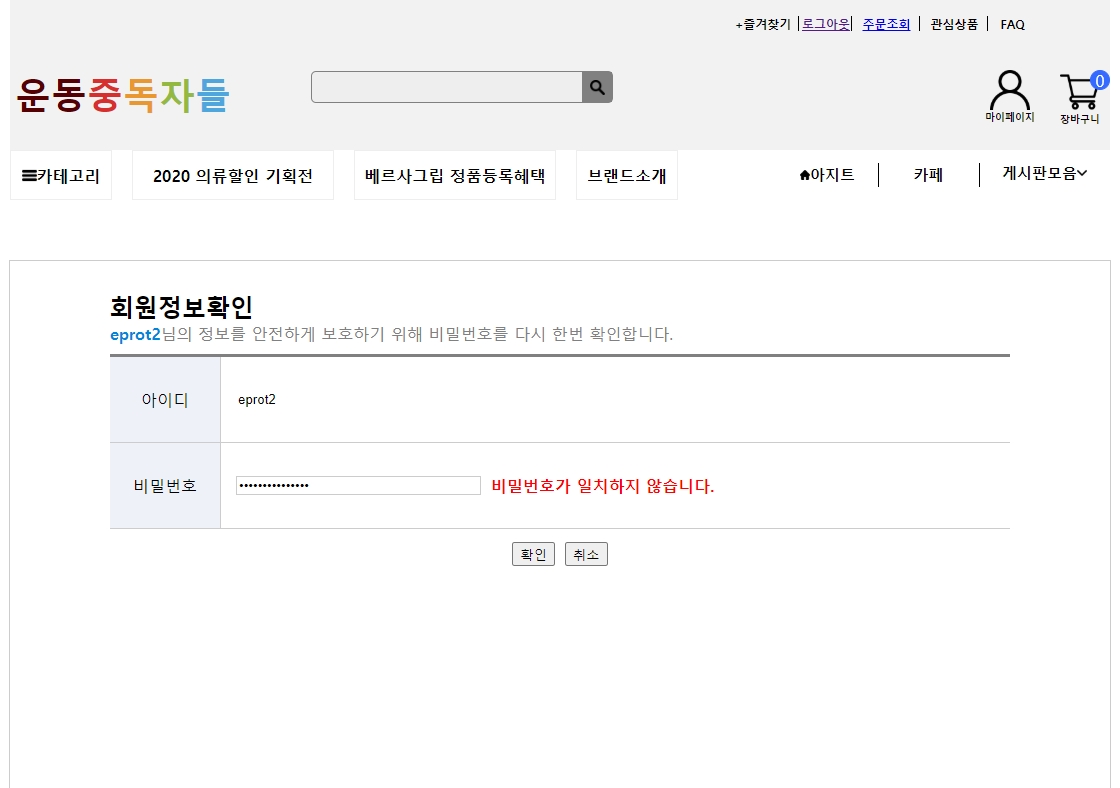 +즐겨찾기 로그아웃 주문조회 관심상품 FAQ
운동중독자들
마이페이지
0
장바구니
카테고리 2020 의류할인 기획전 베르사그립 정품등록혜택 브랜드소개 아지트 카페 게시판모음
회원정보확인
eprot2님의 정보를 안전하게 보호하기 위해 비밀번호를 다시 한번 확인합니다.
아이디 eprot2
비밀번호 ••••••••••••••• 비밀번호가 일치하지 않습니다.
확인 취소